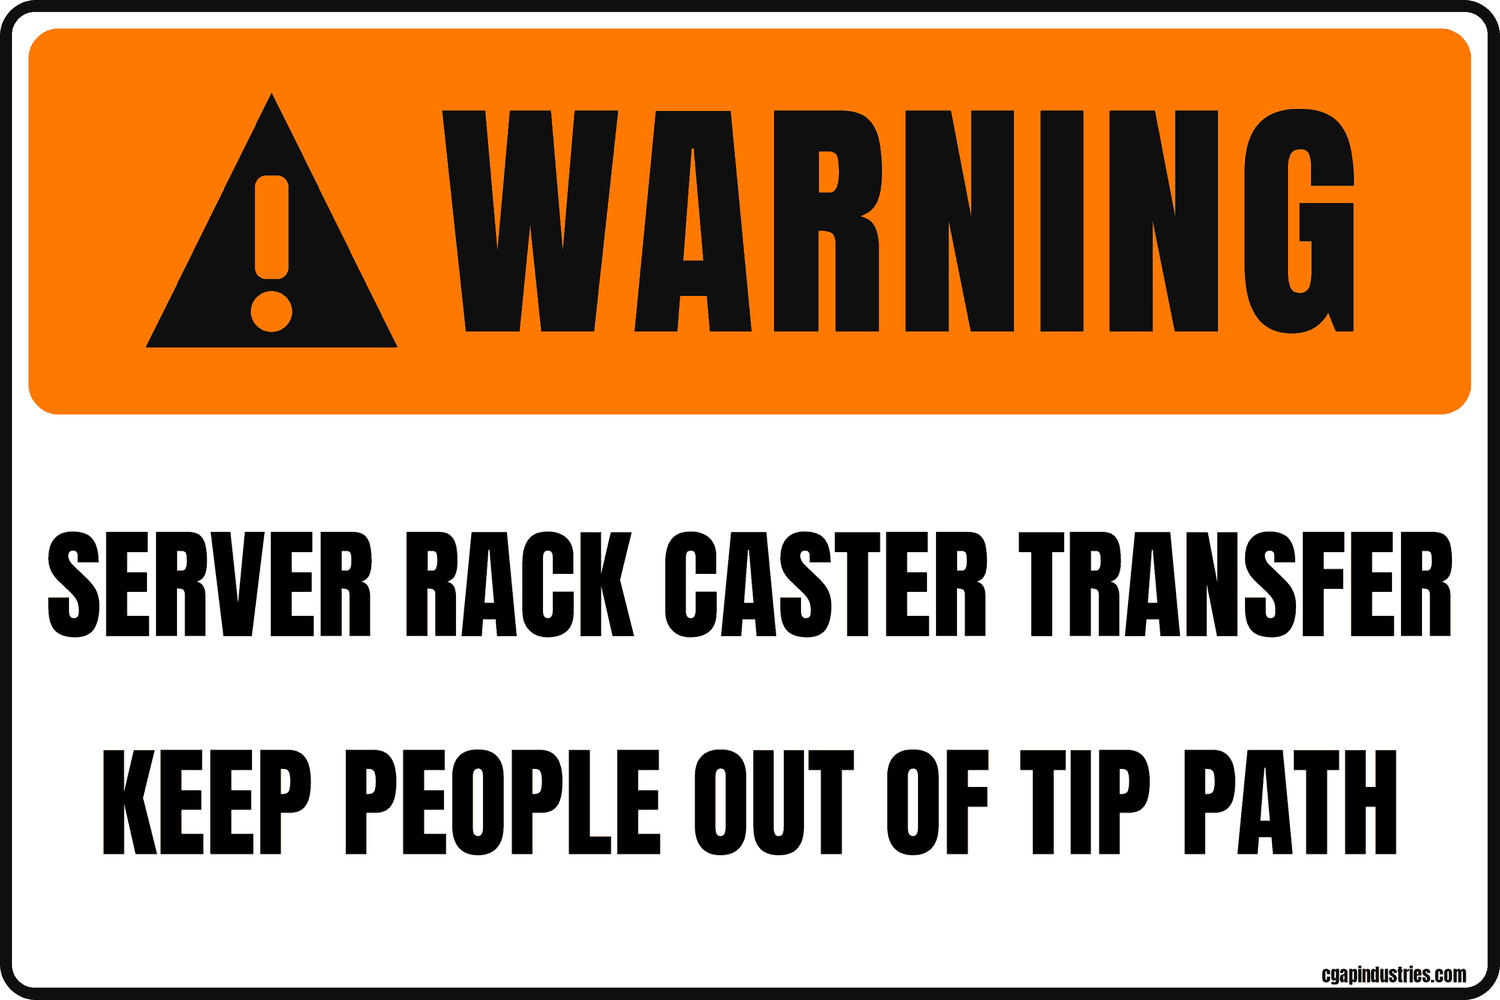 WARNING
SERVER RACK CASTER TRANSFER
KEEP PEOPLE OUT OF TIP PATH
cgapindustries.com